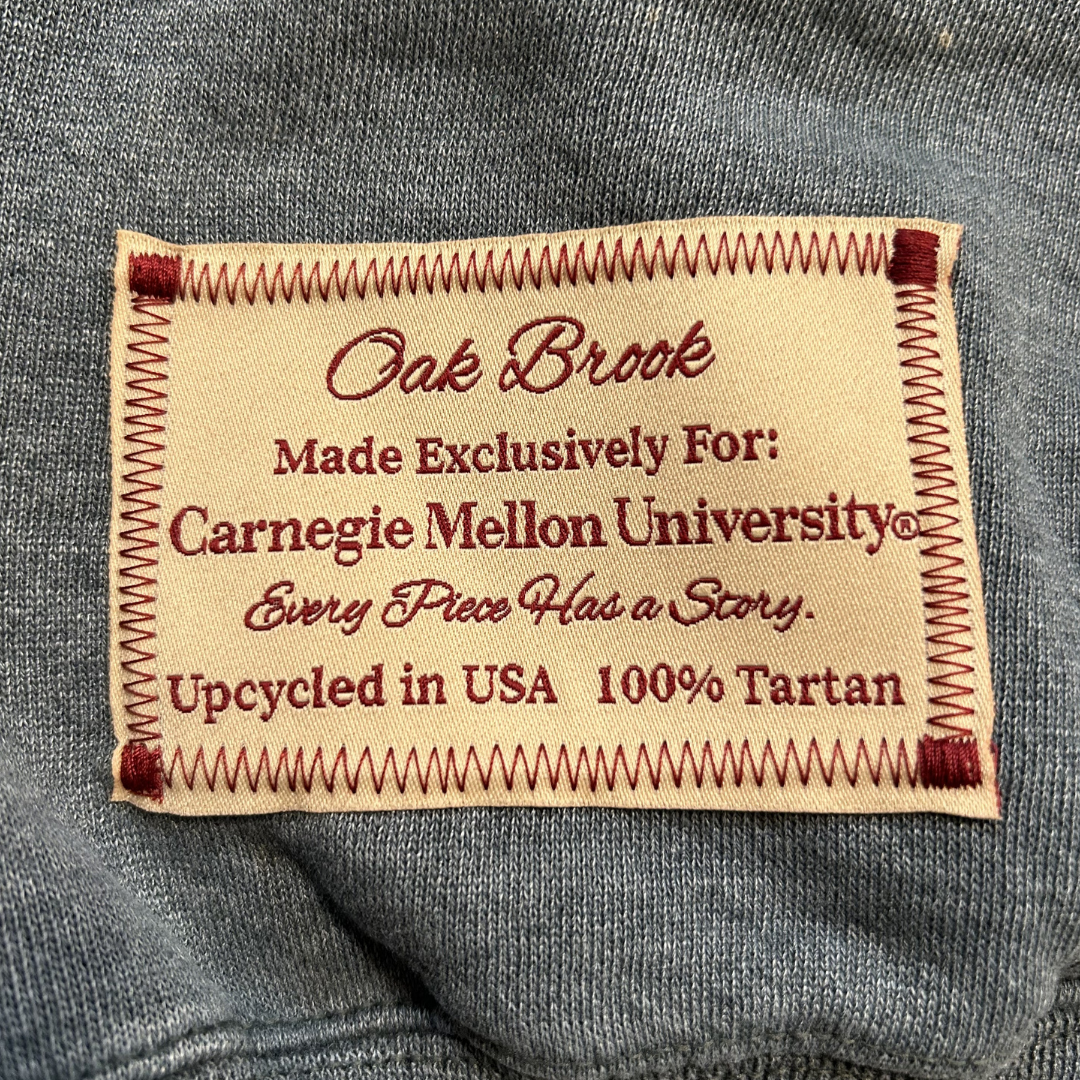 Oak Brook
Made Exclusively For:
Carnegie Mellon University®
Every Piece Has a Story.
Upcycled in USA 100% Tartan